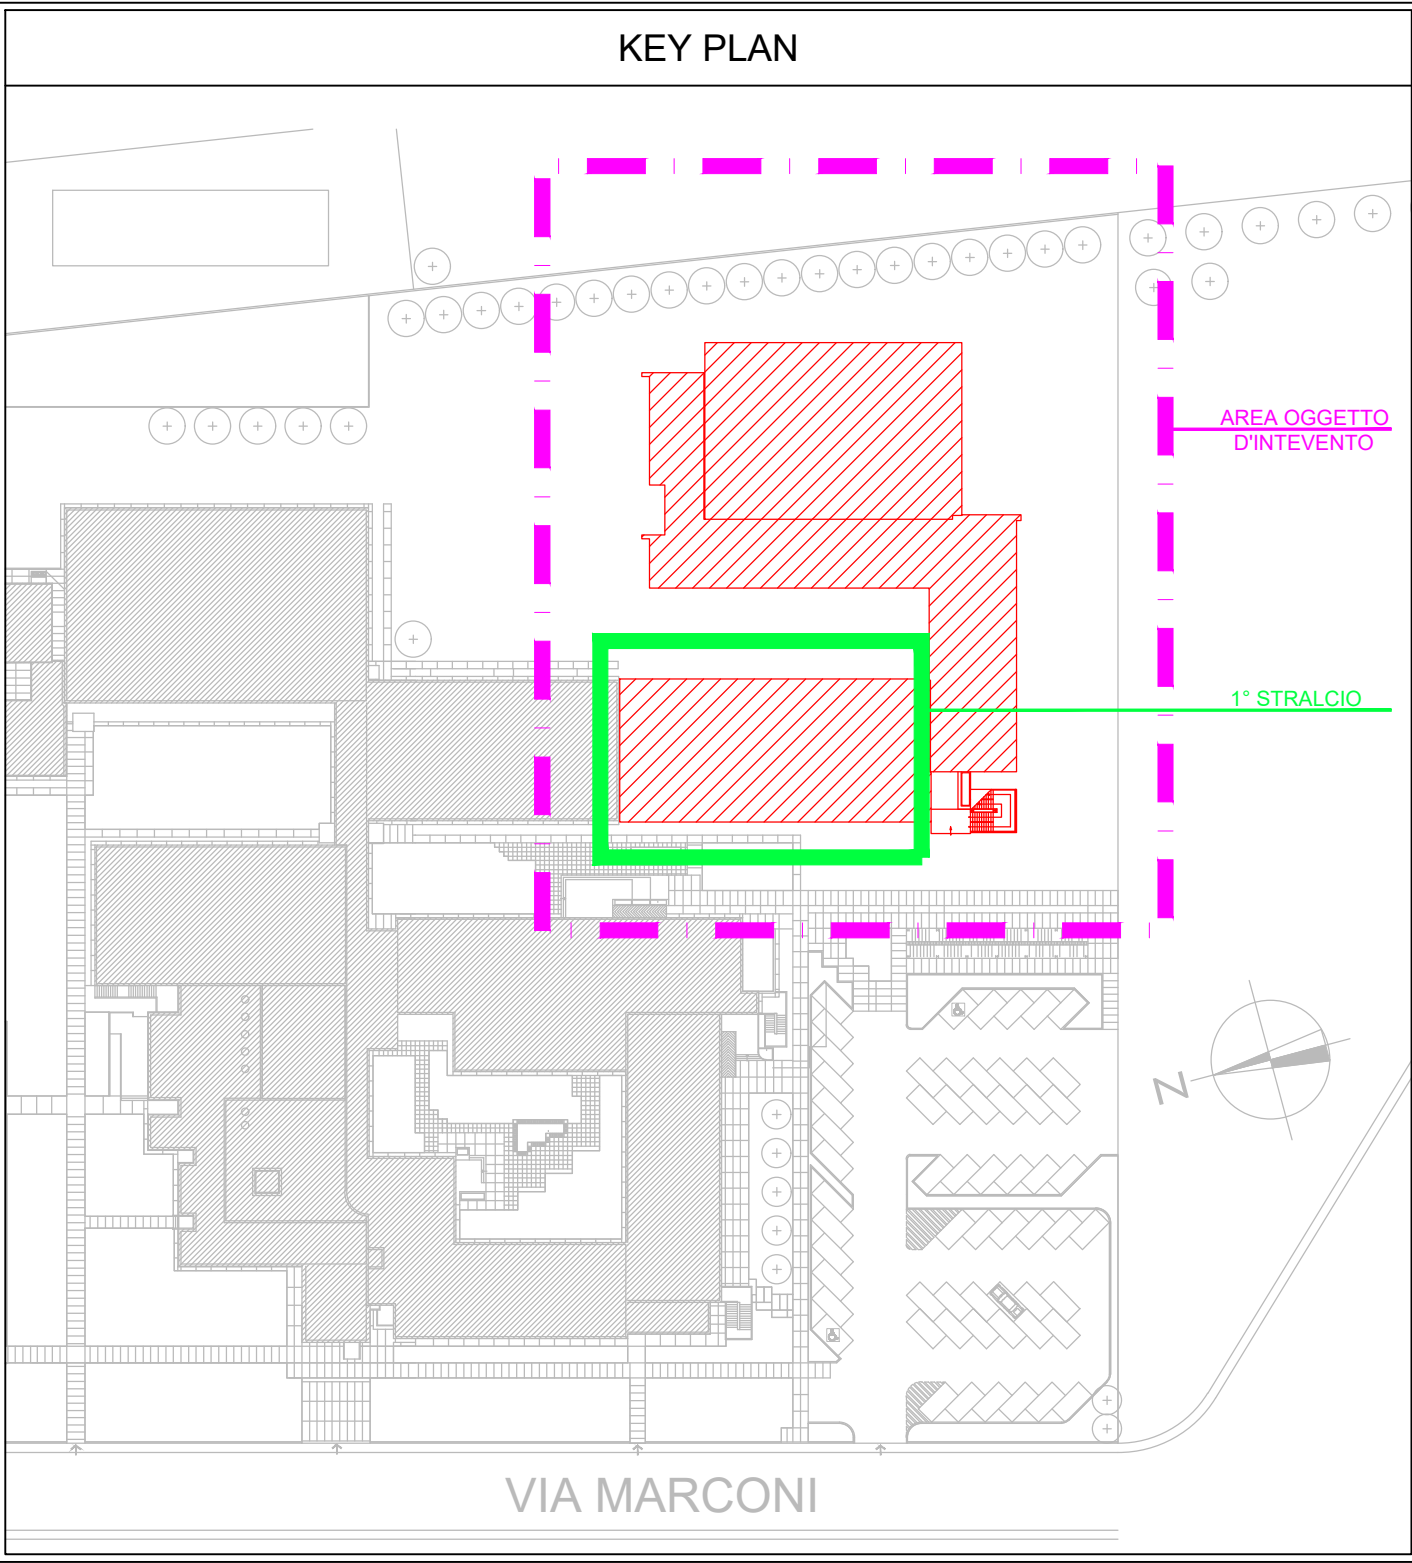 KEY PLAN
AREA OGGETTO
D'INTEVENTO
1° STRALCIO
N
VIA MARCONI